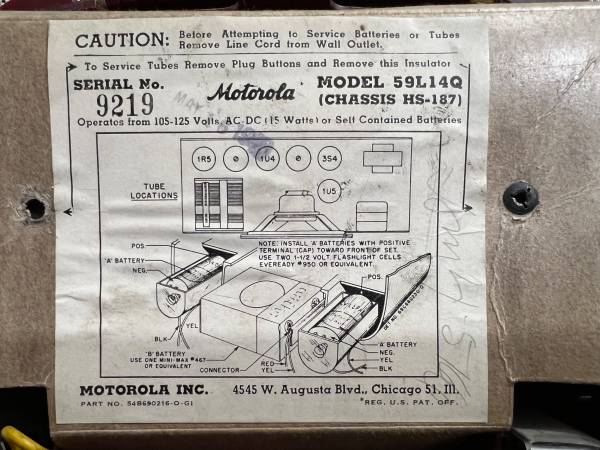 CAUTION: Before Attempting to Service Batteries or Tubes
Remove Line Cord from Wall Outlet.
To Service Tubes Remove Plug Buttons and Remove this Insulator
SERIAL No.
9219
Motorola
MODEL 59L14Q
(CHASSIS HS-187)
MAY
Operates from 105-125 Volts, AC-DC (15 Watts) or Self Contained Batteries
1R5
1U4
3S4
1U5
TUBE
LOCATIONS
NOTE: INSTALL 'A' BATTERIES WITH POSITIVE
TERMINAL (CAP) TOWARD FRONT OF SET.
USE TWO 1-1/2 VOLT FLASHLIGHT CELLS
EVEREADY #950 OR EQUIVALENT.
POS.
'A' BATTERY
NEG.
POS.
YEL
BLK
'B' BATTERY
USE ONE MINI-MAX #467
OR EQUIVALENT
CONNECTOR
RED
YEL
'A' BATTERY
NEG.
YEL
BLK
MOTOROLA INC. 4545 W. Augusta Blvd., Chicago 51, Ill.
PART NO. 54B690216-O-GI
*REG. U.S. PAT. OFF.